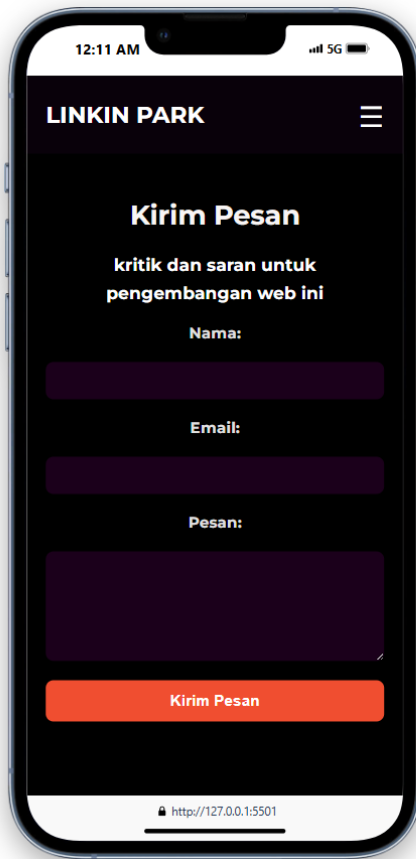 12:11 AM
5G
LINKIN PARK
Kirim Pesan
kritik dan saran untuk
pengembangan web ini
Nama:
Email:
Pesan:
Kirim Pesan
http://127.0.0.1:5501